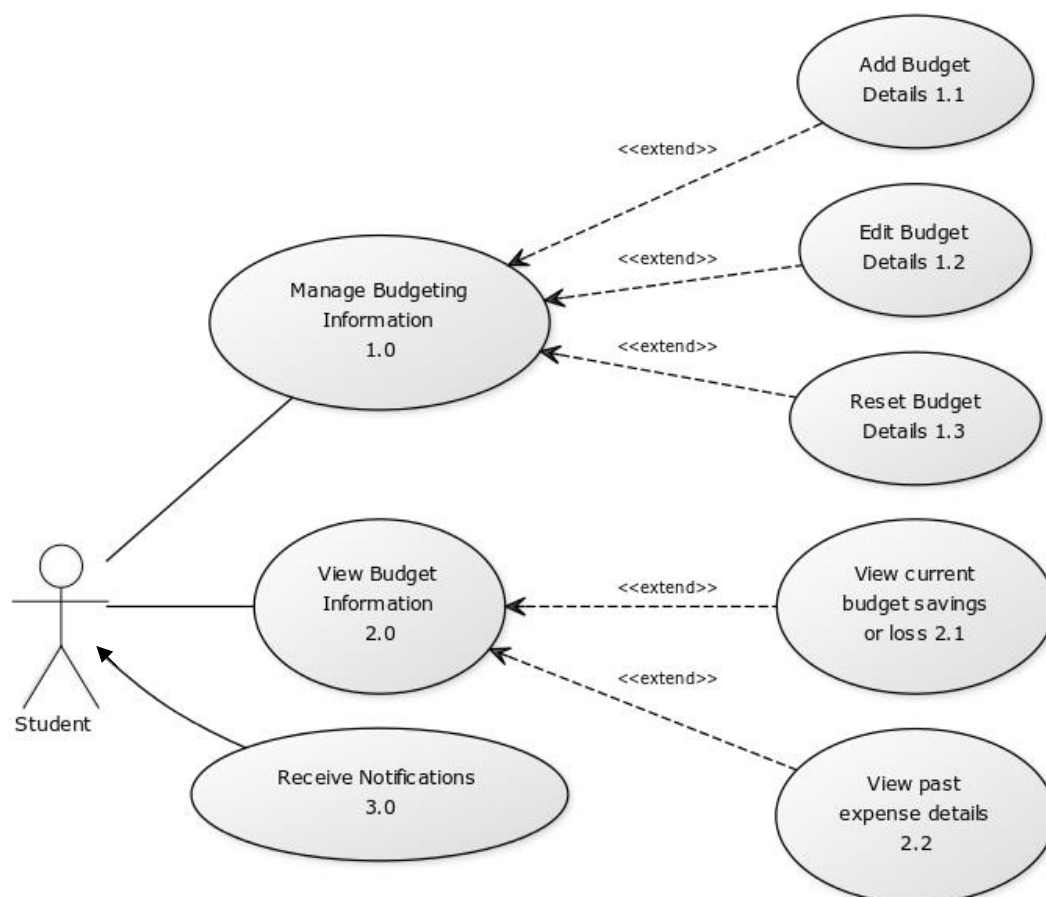 Add Budget
Details 1.1
<<extend>>
Edit Budget
Details 1.2
<<extend>>
Manage Budgeting
Information
1.0
<<extend>>
Reset Budget
Details 1.3
View Budget
Information
2.0
<<extend>>
View current
budget savings
or loss 2.1
<<extend>>
Student
Receive Notifications
3.0
View past
expense details
2.2